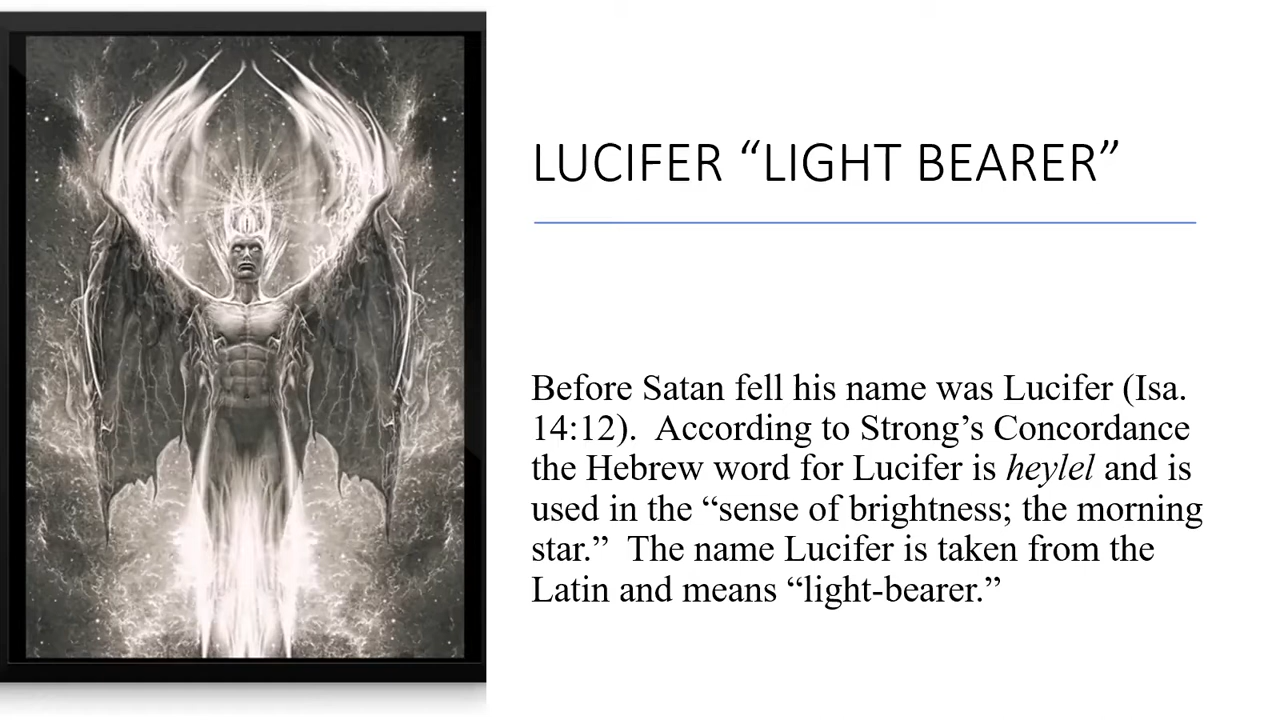 LUCIFER “LIGHT BEARER”
Before Satan fell his name was Lucifer (Isa.
14:12).  According to Strong’s Concordance
the Hebrew word for Lucifer is heylel and is
used in the “sense of brightness; the morning
star.”  The name Lucifer is taken from the
Latin and means “light-bearer.”